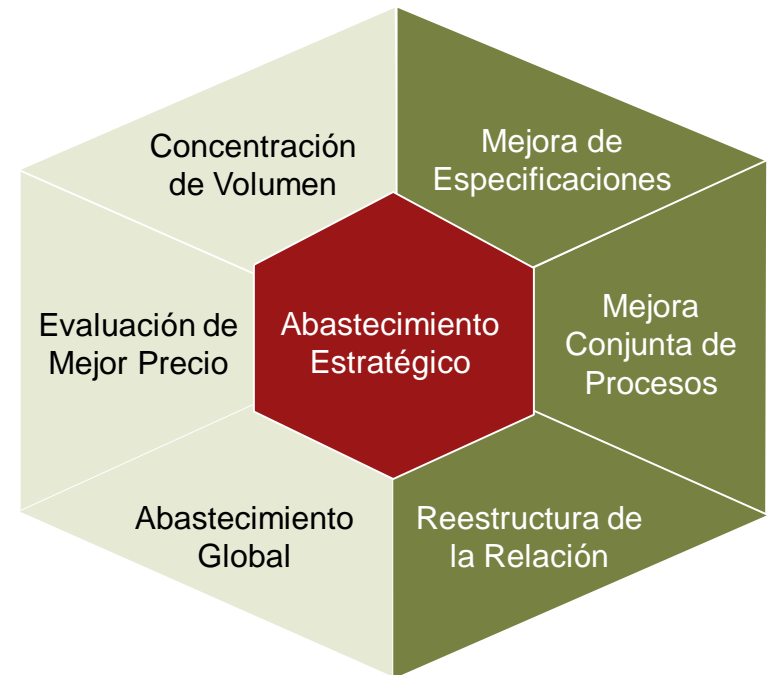 Concentración
de Volumen
Mejora de
Especificaciones
Evaluación de
Mejor Precio
Abastecimiento
Estratégico
Mejora
Conjunta de
Procesos
Abastecimiento
Global
Reestructura de
la Relación